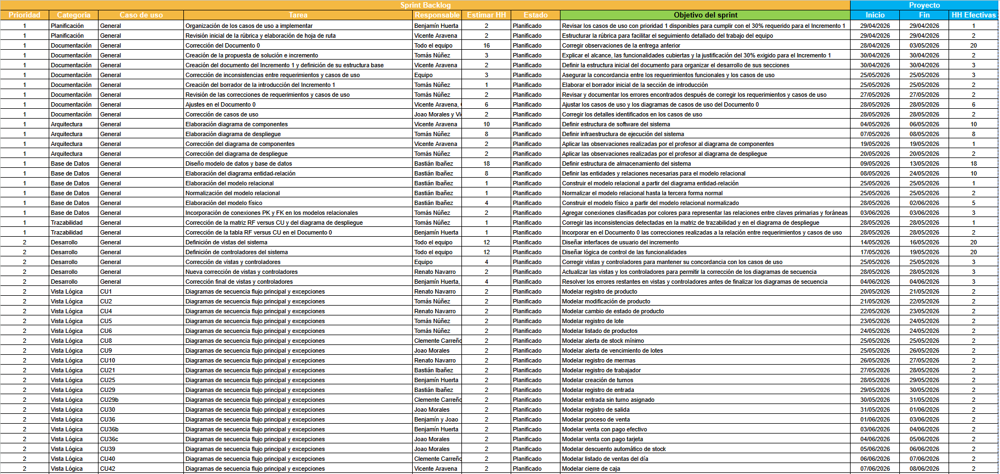 Sprint Backlog Proyecto
Prioridad Categoria Caso de uso Tarea Responsable Estimar HH Estado Objetivo del sprint Inicio Fin HH Efectivas
1 Planificación General Organización de los casos de uso a implementar Benjamín Huerta 2 Planificado Revisar los casos de uso con prioridad 1 disponibles para cumplir con el 30% requerido para el Incremento 1 29/04/2026 29/04/2026 1
1 Planificación General Revisión inicial de la rúbrica y elaboración de hoja de ruta Vicente Aravena 2 Planificado Estructurar la rúbrica para facilitar el seguimiento detallado del trabajo del equipo 29/04/2026 29/04/2026 2
1 Documentación General Corrección del Documento 0 Todo el equipo 16 Planificado Corregir observaciones de la entrega anterior 28/04/2026 03/05/2026 20
1 Documentación General Creación de la propuesta de solución e incremento Tomás Núñez 3 Planificado Explicar el alcance, las funcionalidades cubiertas y la justificación del 30% exigido para el Incremento 1 30/04/2026 30/04/2026 2
1 Documentación General Creación del documento del Incremento 1 y definición de su estructura base Vicente Aravena 2 Planificado Definir la estructura inicial del documento para organizar el desarrollo de sus secciones 30/04/2026 30/04/2026 3
1 Documentación General Corrección de inconsistencias entre requerimientos y casos de uso Equipo 3 Planificado Asegurar la concordancia entre los requerimientos funcionales y los casos de uso 25/05/2026 25/05/2026 3
1 Documentación General Creación del borrador de la introducción del Incremento 1 Tomás Núñez 1 Planificado Elaborar el borrador inicial de la sección de introducción 25/05/2026 25/05/2026 2
1 Documentación General Revisión de las correcciones de requerimientos y casos de uso Tomás Núñez 2 Planificado Revisar y documentar los errores encontrados después de corregir los requerimientos y casos de uso 27/05/2026 27/05/2026 2
1 Documentación General Ajustes en el Documento 0 Vicente Aravena, 6 Planificado Ajustar los casos de uso y los diagramas de casos de uso del Documento 0 28/05/2026 28/05/2026 6
1 Documentación General Corrección de casos de uso Joao Morales y Vi 2 Planificado Corregir los detalles identificados en los casos de uso 28/05/2026 28/05/2026 2
1 Arquitectura General Elaboración diagrama de componentes Vicente Aravena 10 Planificado Definir estructura de software del sistema 04/05/2026 06/05/2026 10
1 Arquitectura General Elaboración diagrama de despliegue Tomás Núñez 8 Planificado Definir infraestructura de ejecución del sistema 07/05/2026 08/05/2026 8
1 Arquitectura General Corrección del diagrama de componentes Vicente Aravena 2 Planificado Aplicar las observaciones realizadas por el profesor al diagrama de componentes 19/05/2026 19/05/2026 1
1 Arquitectura General Corrección del diagrama de despliegue Tomás Núñez 2 Planificado Aplicar las observaciones realizadas por el profesor al diagrama de despliegue 20/05/2026 20/05/2026 2
1 Base de Datos General Diseño modelo de datos y base de datos Bastián Ibañez 18 Planificado Definir estructura de almacenamiento del sistema 09/05/2026 13/05/2026 18
1 Base de Datos General Elaboración del diagrama entidad-relación Bastián Ibañez 8 Planificado Definir las entidades y relaciones necesarias para el modelo relacional 08/05/2026 24/05/2026 10
1 Base de Datos General Elaboración del modelo relacional Bastián Ibañez 1 Planificado Construir el modelo relacional a partir del diagrama entidad-relación 25/05/2026 25/05/2026 1
1 Base de Datos General Normalización del modelo relacional Bastián Ibañez 1 Planificado Normalizar el modelo relacional hasta la tercera forma normal 25/05/2026 25/05/2026 2
1 Base de Datos General Elaboración del modelo físico Bastián Ibañez 4 Planificado Construir el modelo físico a partir del modelo relacional normalizado 28/05/2026 02/06/2026 5
1 Base de Datos General Incorporación de conexiones PK y FK en los modelos relacionales Tomás Núñez 2 Planificado Agregar conexiones clasificadas por colores para representar las relaciones entre claves primarias y foráneas 03/06/2026 03/06/2026 3
1 Trazabilidad General Corrección de la matriz RF versus CU y del diagrama de despliegue Tomás Núñez 1 Planificado Corregir las inconsistencias detectadas en la matriz de trazabilidad y en el diagrama de despliegue 28/05/2026 28/05/2026 1
1 Trazabilidad General Corrección de la tabla RF versus CU en el Documento 0 Benjamín Huerta 1 Planificado Incorporar en el Documento 0 las correcciones realizadas a la relación entre requerimientos y casos de uso 28/05/2026 28/05/2026 2
2 Desarrollo General Definición de vistas del sistema Todo el equipo 12 Planificado Diseñar interfaces de usuario del incremento 14/05/2026 16/05/2026 20
2 Desarrollo General Definición de controladores del sistema Todo el equipo 12 Planificado Diseñar lógica de control de las funcionalidades 17/05/2026 19/05/2026 20
2 Desarrollo General Corrección de vistas y controladores Equipo 4 Planificado Corregir vistas y controladores para mantener su concordancia con los casos de uso 25/05/2026 25/05/2026 3
2 Desarrollo General Nueva corrección de vistas y controladores Renato Navarro 2 Planificado Actualizar las vistas y los controladores para permitir la corrección de los diagramas de secuencia 28/05/2026 28/05/2026 3
2 Desarrollo General Corrección final de vistas y controladores Benjamín Huerta, 4 Planificado Resolver los errores restantes en vistas y controladores antes de finalizar los diagramas de secuencia 04/06/2026 04/06/2026 3
2 Vista Lógica CU1 Diagramas de secuencia flujo principal y excepciones Renato Navarro 2 Planificado Modelar registro de producto 20/05/2026 21/05/2026 2
2 Vista Lógica CU2 Diagramas de secuencia flujo principal y excepciones Tomás Núñez 2 Planificado Modelar modificación de producto 21/05/2026 22/05/2026 2
2 Vista Lógica CU4 Diagramas de secuencia flujo principal y excepciones Renato Navarro 2 Planificado Modelar cambio de estado de producto 22/05/2026 23/05/2026 2
2 Vista Lógica CU5 Diagramas de secuencia flujo principal y excepciones Tomás Núñez 2 Planificado Modelar registro de lote 23/05/2026 24/05/2026 2
2 Vista Lógica CU6 Diagramas de secuencia flujo principal y excepciones Tomás Núñez 2 Planificado Modelar listado de productos 24/05/2026 24/05/2026 2
2 Vista Lógica CU8 Diagramas de secuencia flujo principal y excepciones Clemente Carreño 2 Planificado Modelar alerta de stock mínimo 25/05/2026 25/05/2026 2
2 Vista Lógica CU9 Diagramas de secuencia flujo principal y excepciones Joao Morales 2 Planificado Modelar alerta de vencimiento de lotes 25/05/2026 26/05/2026 2
2 Vista Lógica CU10 Diagramas de secuencia flujo principal y excepciones Renato Navarro 2 Planificado Modelar registro de mermas 26/05/2026 27/05/2026 2
2 Vista Lógica CU21 Diagramas de secuencia flujo principal y excepciones Bastián Ibañez 2 Planificado Modelar registro de trabajador 27/05/2026 28/05/2026 2
2 Vista Lógica CU25 Diagramas de secuencia flujo principal y excepciones Benjamín Huerta 2 Planificado Modelar creación de turnos 28/05/2026 29/05/2026 2
2 Vista Lógica CU29 Diagramas de secuencia flujo principal y excepciones Bastián Ibañez 2 Planificado Modelar registro de entrada 29/05/2026 30/05/2026 2
2 Vista Lógica CU29b Diagramas de secuencia flujo principal y excepciones Clemente Carreño 2 Planificado Modelar entrada sin turno asignado 30/05/2026 31/05/2026 2
2 Vista Lógica CU30 Diagramas de secuencia flujo principal y excepciones Joao Morales 2 Planificado Modelar registro de salida 31/05/2026 01/06/2026 2
2 Vista Lógica CU36 Diagramas de secuencia flujo principal y excepciones Benjamín y Joao 2 Planificado Modelar proceso de venta 01/06/2026 03/06/2026 2
2 Vista Lógica CU36b Diagramas de secuencia flujo principal y excepciones Benjamín Huerta 2 Planificado Modelar venta con pago efectivo 03/06/2026 04/06/2026 2
2 Vista Lógica CU36c Diagramas de secuencia flujo principal y excepciones Joao Morales 2 Planificado Modelar venta con pago tarjeta 04/06/2026 05/06/2026 2
2 Vista Lógica CU39 Diagramas de secuencia flujo principal y excepciones Joao Morales 2 Planificado Modelar descuento automático de stock 05/06/2026 06/06/2026 2
2 Vista Lógica CU40 Diagramas de secuencia flujo principal y excepciones Clemente Carreño 2 Planificado Modelar listado de ventas del día 06/06/2026 07/06/2026 2
2 Vista Lógica CU42 Diagramas de secuencia flujo principal y excepciones Vicente Aravena 2 Planificado Modelar cierre de caja 07/06/2026 08/06/2026 2